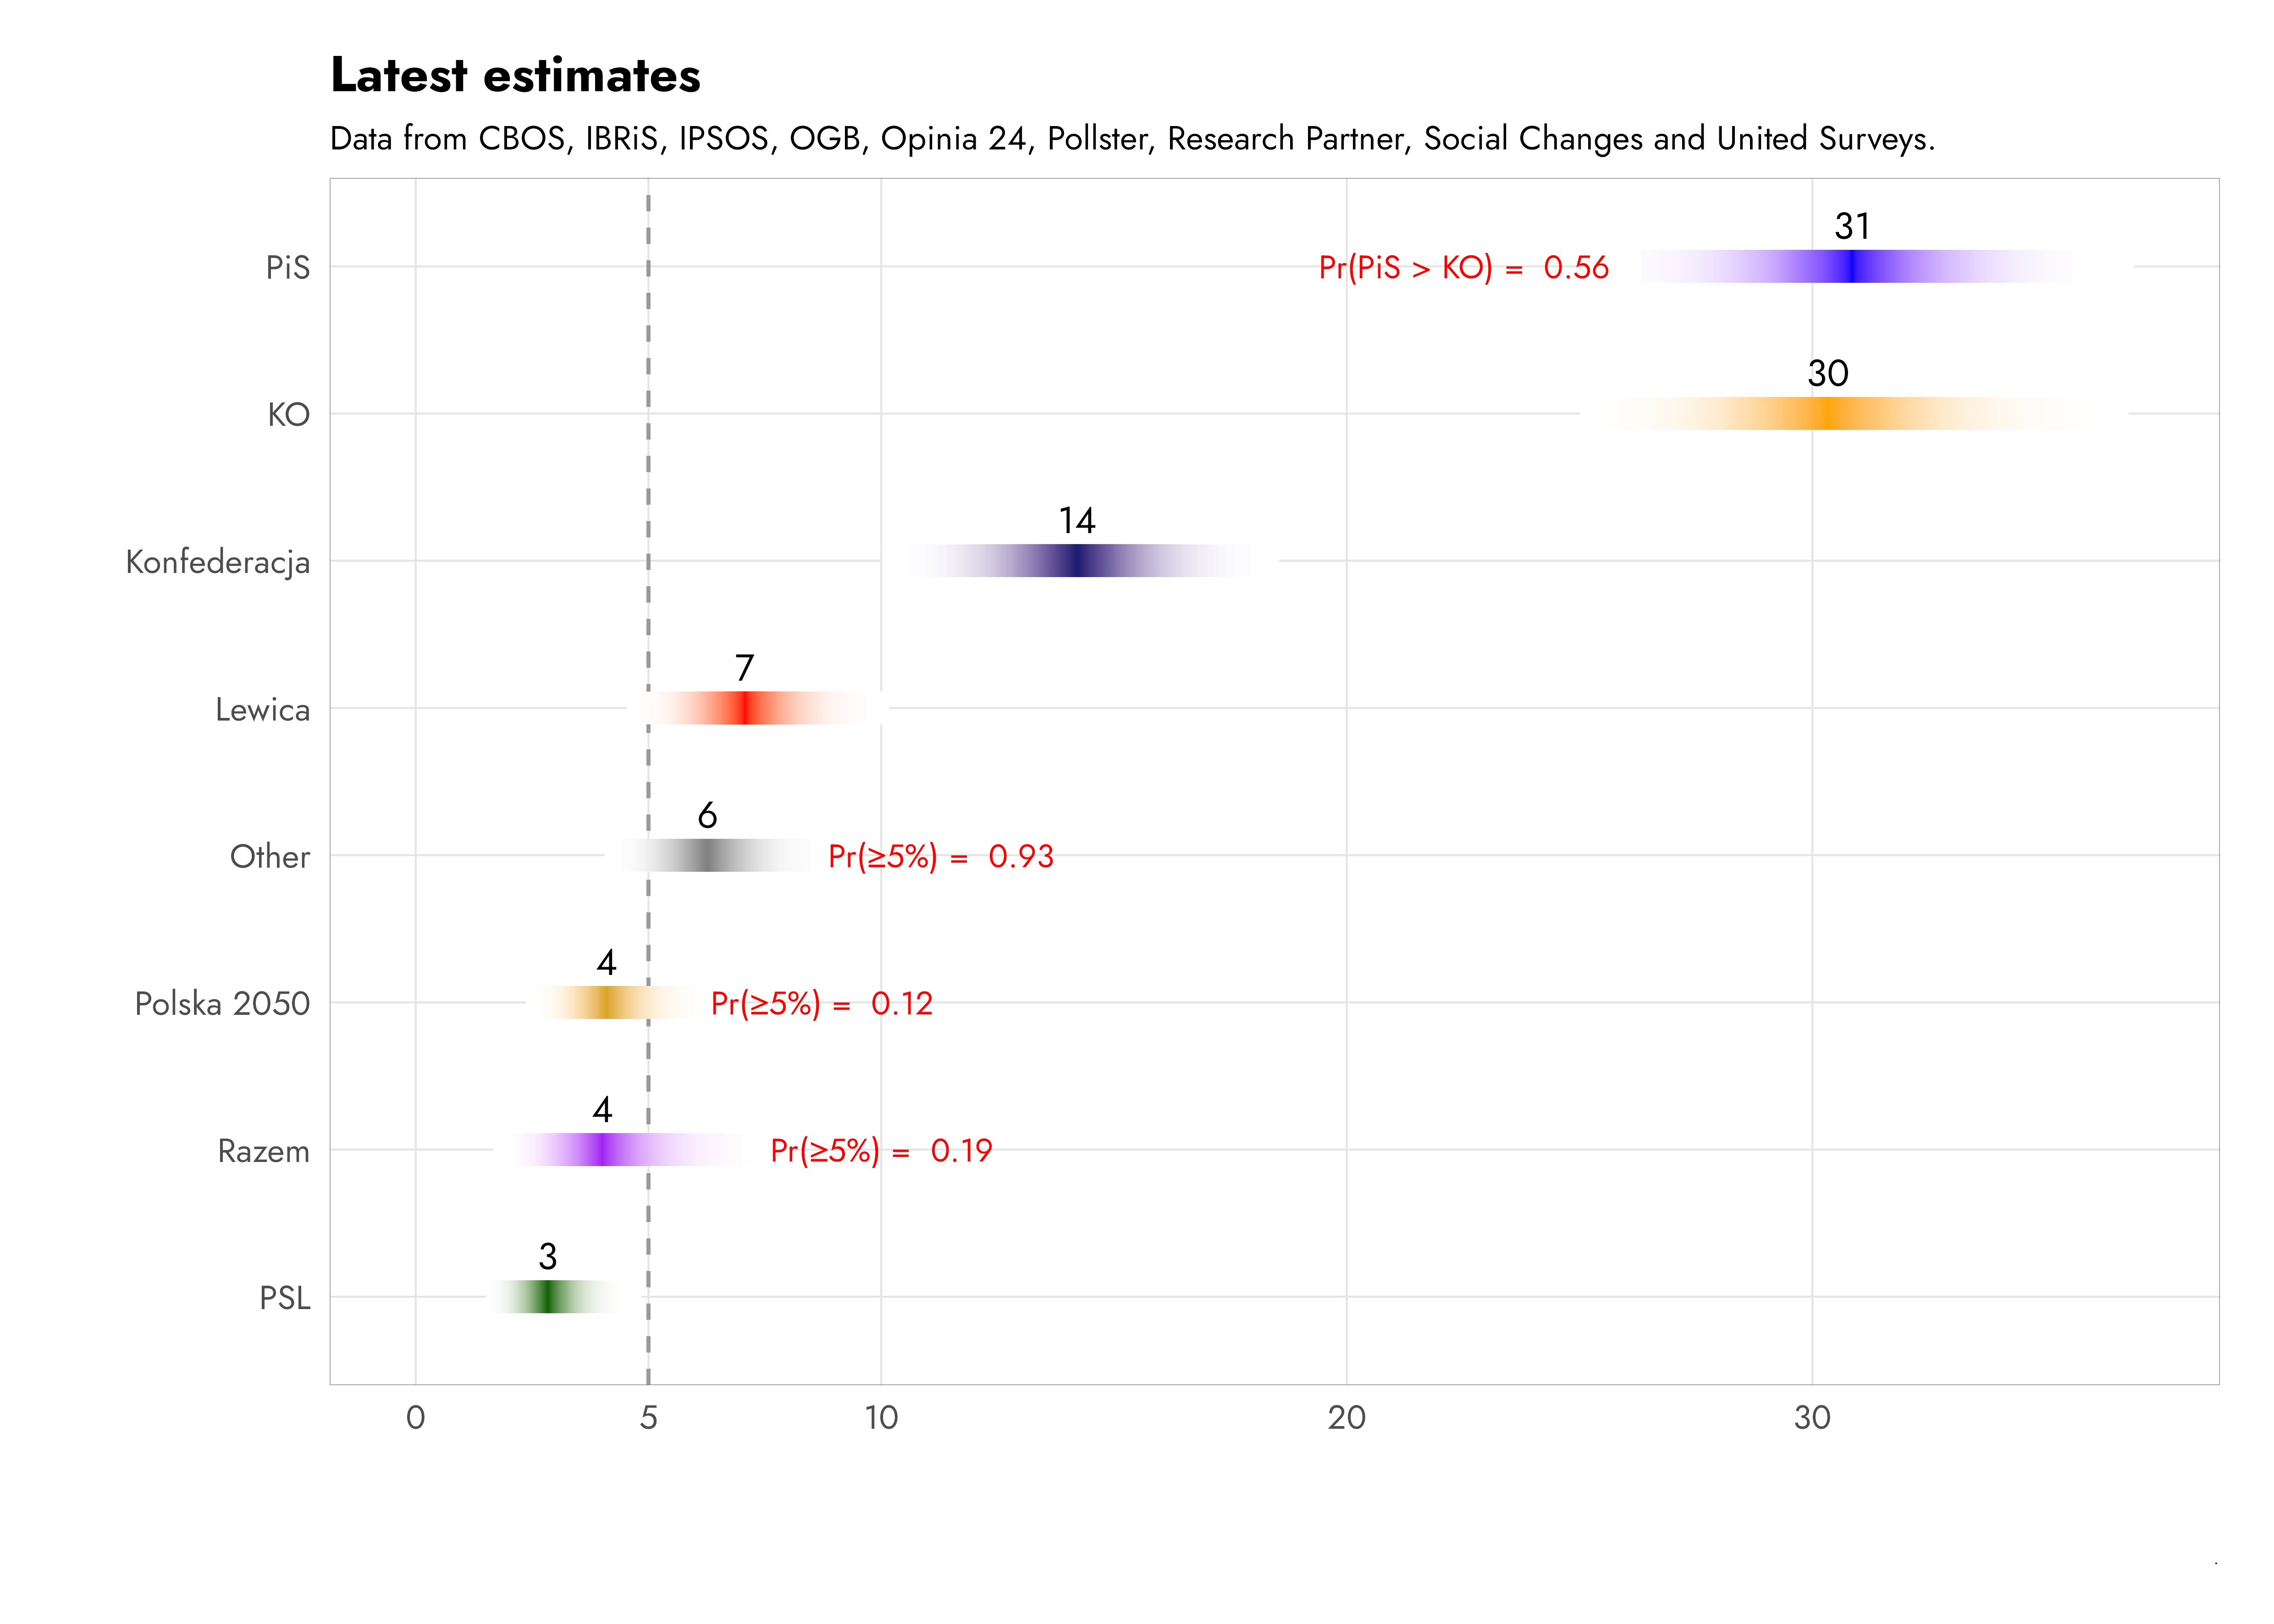 Latest estimates
Data from CBOS, IBRiS, IPSOS, OGB, Opinia 24, Pollster, Research Partner, Social Changes and United Surveys.
31
PiS
Pr(PiS > KO) = 0.56
30
KO
14
Konfederacja
7
Lewica
6
Other
Pr(≥5%) = 0.93
4
Polska 2050
Pr(≥5%) = 0.12
4
Razem
Pr(≥5%) = 0.19
3
PSL
0 5 10 20 30
.